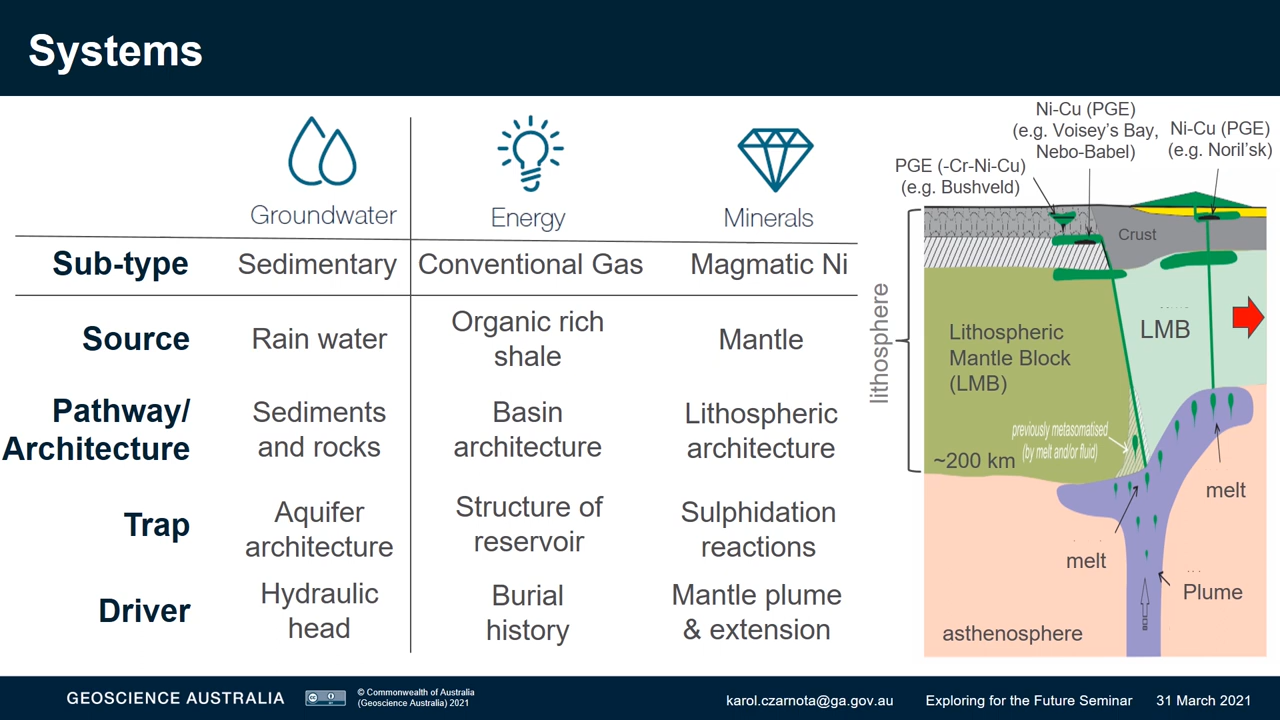 Systems
Groundwater
Energy
Minerals
Sub-type
Sedimentary
Conventional Gas
Magmatic Ni
Source
Rain water
Organic rich
shale
Mantle
Pathway/
Architecture
Sediments
and rocks
Basin
architecture
Lithospheric
architecture
Trap
Aquifer
architecture
Structure of
reservoir
Sulphidation
reactions
Driver
Hydraulic
head
Burial
history
Mantle plume
& extension
Ni-Cu (PGE)
(e.g. Voisey's Bay,
Nebo-Babel)
Ni-Cu (PGE)
(e.g. Noril'sk)
PGE (-Cr-Ni-Cu)
(e.g. Bushveld)
Crust
lithosphere
Lithospheric
Mantle Block
(LMB)
LMB
previously metasomatised
(by melt and/or fluid)
~200 km
melt
melt
Plume
asthenosphere
GEOSCIENCE AUSTRALIA
© Commonwealth of Australia
(Geoscience Australia) 2021
karol.czarnota@ga.gov.au
Exploring for the Future Seminar
31 March 2021